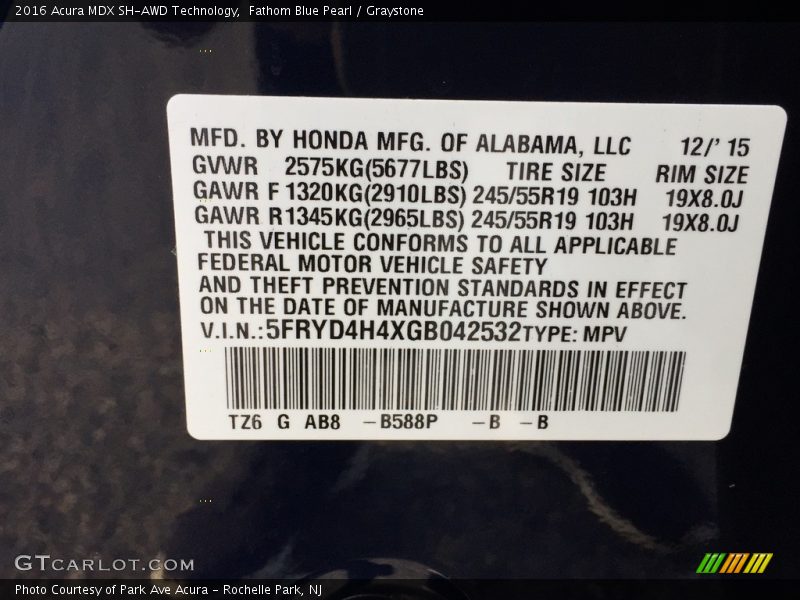 2016 Acura MDX SH-AWD Technology,  Fathom Blue Pearl / Graystone
MFD. BY HONDA MFG. OF ALABAMA, LLC 12/' 15
GVWR 2575KG(5677LBS) TIRE SIZE RIM SIZE
GAWR F 1320KG(2910LBS) 245/55R19 103H 19X8.0J
GAWR R1345KG(2965LBS) 245/55R19 103H 19X8.0J
THIS VEHICLE CONFORMS TO ALL APPLICABLE
FEDERAL MOTOR VEHICLE SAFETY
AND THEFT PREVENTION STANDARDS IN EFFECT
ON THE DATE OF MANUFACTURE SHOWN ABOVE.
V.I.N.:5FRYD4H4XGB042532TYPE: MPV
TZ6 G AB8 -B588P -B -B
GTCARLOT.COM
Photo Courtesy of Park Ave Acura - Rochelle Park, NJ